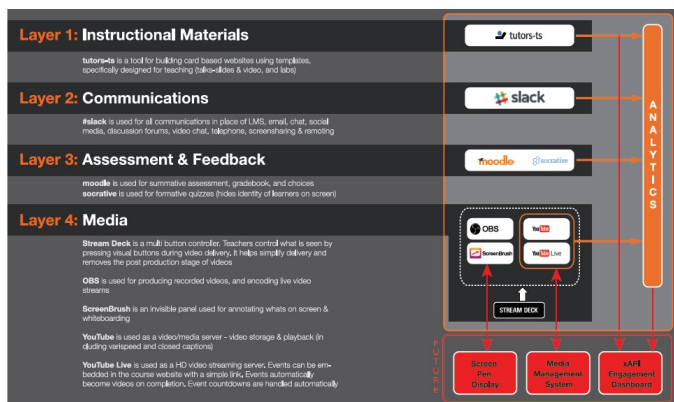 Layer 1: Instructional Materials
tutors-ts
tutors-ts is a tool for building card based websites using templates,
specifically designed for teaching (talks-slides & video, and labs)
Layer 2: Communications
slack
#slack is used for all communications in place of LMS, email, chat, social
media, discussion forums, video chat, telephone, screensharing & remoting
Layer 3: Assessment & Feedback
moodle
socrative
moodle is used for summative assessment, gradebook, and choices
socrative is used for formative quizzes (hides identity of learners on screen)
Layer 4: Media
Stream Deck is a multi button controller. Teachers control what is seen by
pressing visual buttons during video delivery. It helps simplify delivery and
removes the post production stage of videos
OBS is used for producing recorded videos, and encoding live video
streams
ScreenBrush is an invisible panel used for annotating whats on screen &
whiteboarding
YouTube is used as a video/media server - video storage & playback (in
cluding varispeed and closed captions)
YouTube Live is used as a HD video streaming server. Events can be em-
bedded in the course website with a simple link. Events automatically
become videos on completion. Event countdowns are handled automatically
OBS
YouTube
ScreenBrush
YouTube Live
STREAM DECK
ANALYTICS
FUTURE
Screen
Pen
Display
Media
Management
System
xAPI
Engagement
Dashboard